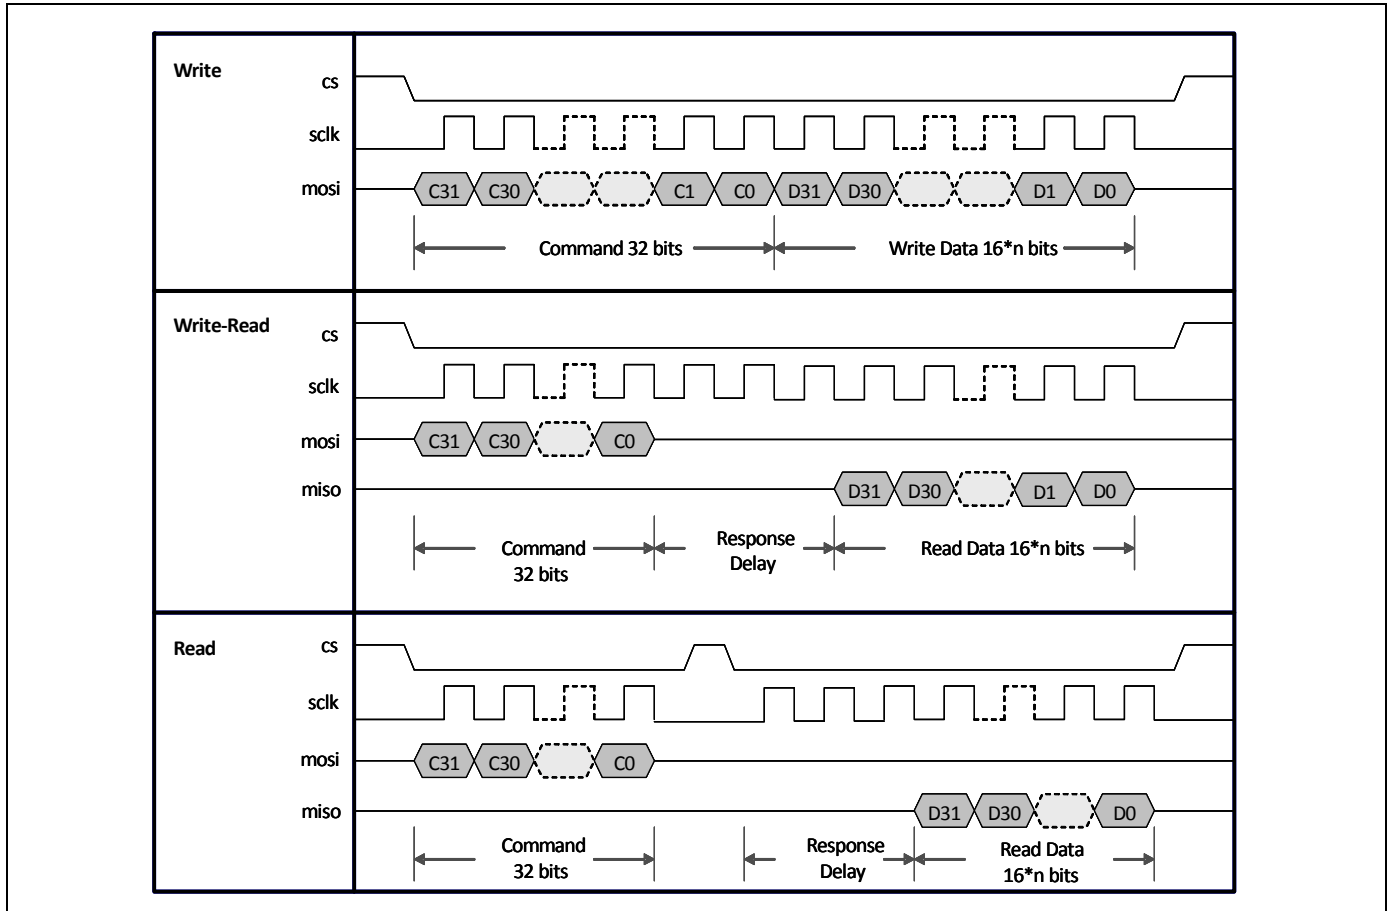 Write
cs
sclk
mosi
C31 C30 C1 C0 D31 D30 D1 D0
Command 32 bits
Write Data 16*n bits
Write-Read
cs
sclk
mosi
C31 C30 C0
miso
D31 D30 D1 D0
Command
32 bits
Response
Delay
Read Data 16*n bits
Read
cs
sclk
mosi
C31 C30 C0
miso
D31 D30 D0
Command
32 bits
Response
Delay
Read Data
16*n bits